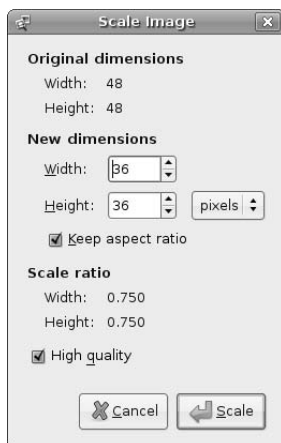 Scale Image
Original dimensions
Width: 48
Height: 48
New dimensions
Width: 36
Height: 36 pixels
Keep aspect ratio
Scale ratio
Width: 0.750
Height: 0.750
High quality
Cancel Scale